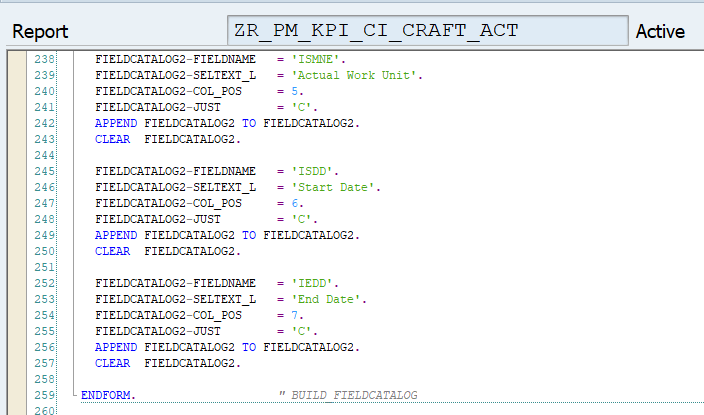 Report ZR_PM_KPI_CI_CRAFT_ACT Active
238 FIELDCATALOG2-FIELDNAME = 'ISMNE'.
239 FIELDCATALOG2-SELTEXT_L = 'Actual Work Unit'.
240 FIELDCATALOG2-COL_POS = 5.
241 FIELDCATALOG2-JUST = 'C'.
242 APPEND FIELDCATALOG2 TO FIELDCATALOG2.
243 CLEAR FIELDCATALOG2.
244
245 FIELDCATALOG2-FIELDNAME = 'ISDD'.
246 FIELDCATALOG2-SELTEXT_L = 'Start Date'.
247 FIELDCATALOG2-COL_POS = 6.
248 FIELDCATALOG2-JUST = 'C'.
249 APPEND FIELDCATALOG2 TO FIELDCATALOG2.
250 CLEAR FIELDCATALOG2.
251
252 FIELDCATALOG2-FIELDNAME = 'IEDD'.
253 FIELDCATALOG2-SELTEXT_L = 'End Date'.
254 FIELDCATALOG2-COL_POS = 7.
255 FIELDCATALOG2-JUST = 'C'.
256 APPEND FIELDCATALOG2 TO FIELDCATALOG2.
257 CLEAR FIELDCATALOG2.
258
259 ENDFORM. " BUILD_FIELDCATALOG
260